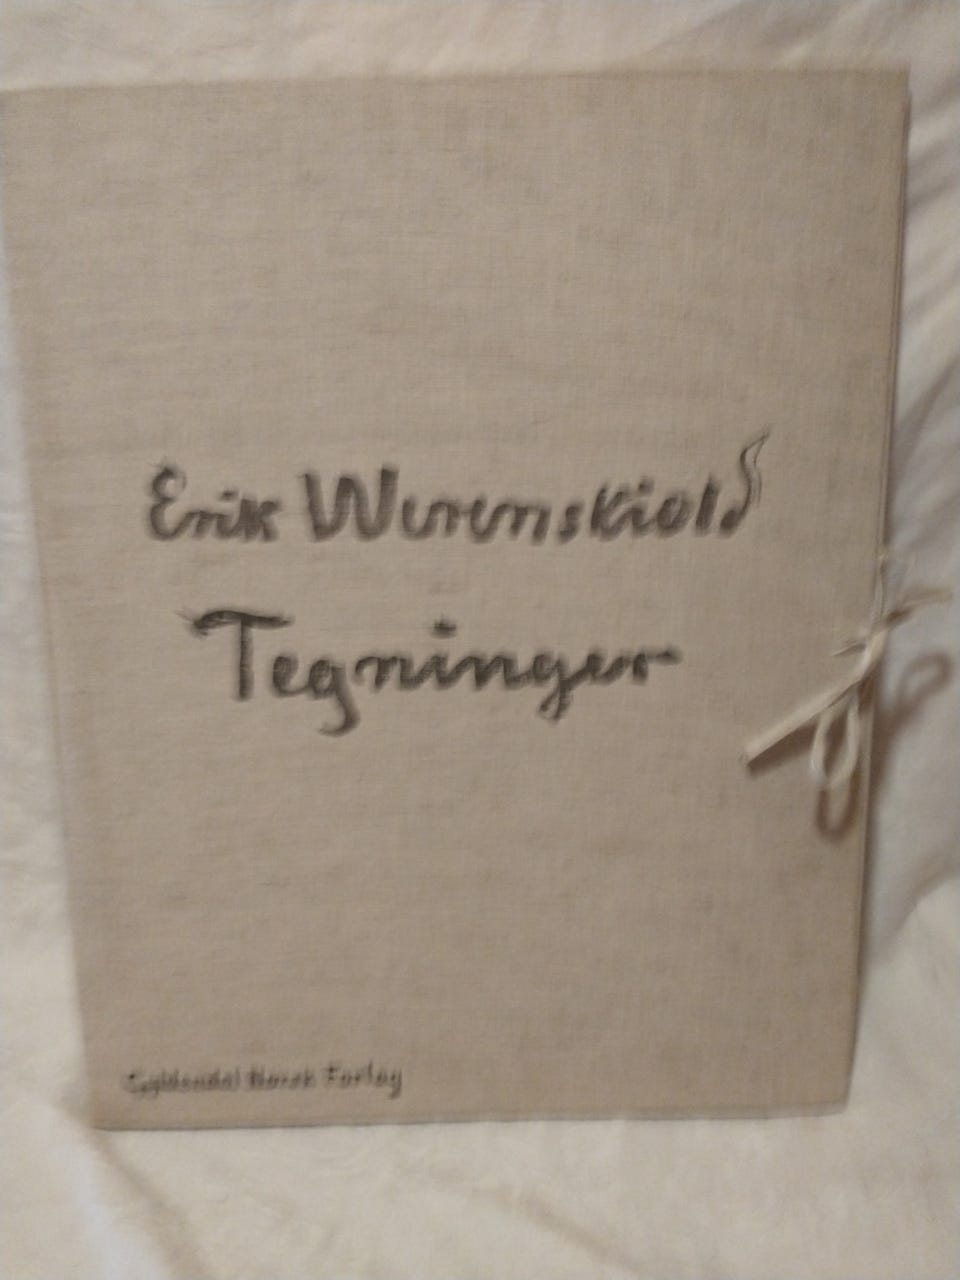 Erik Werenskiold
Tegninger
Gyldendal Norsk Forlag